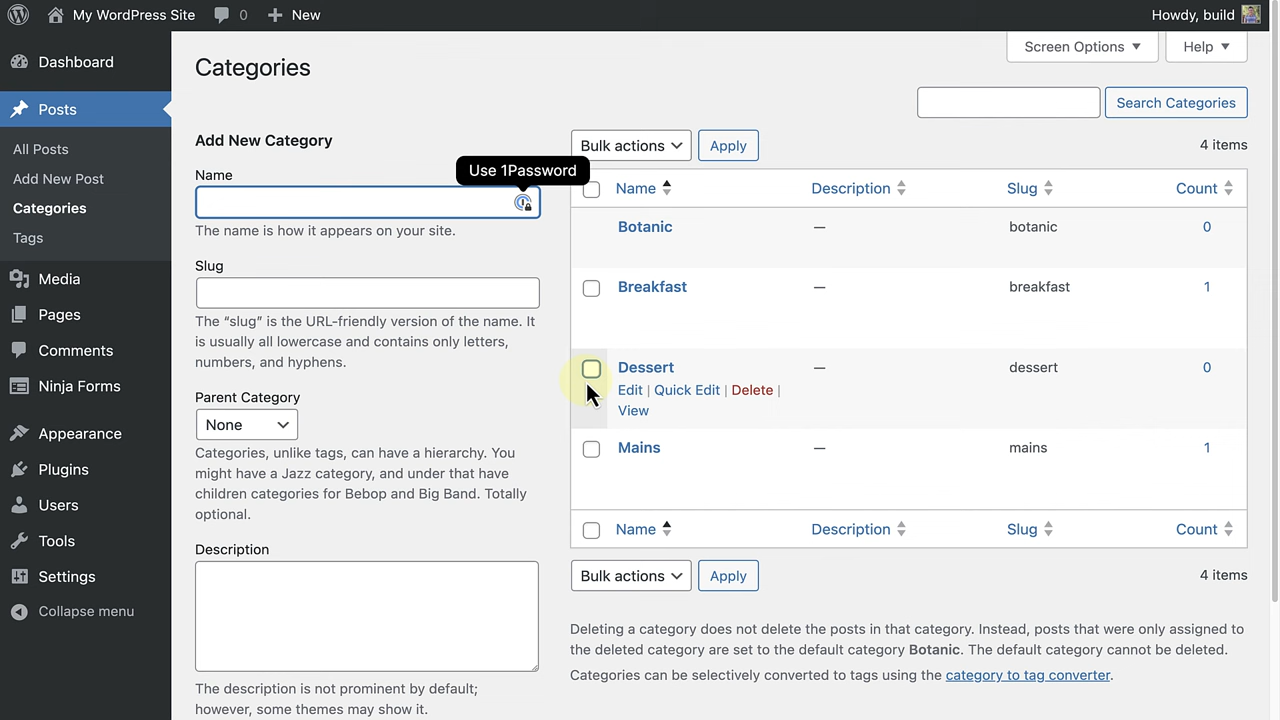 My WordPress Site
0
New
Howdy, build
Dashboard
Posts
All Posts
Add New Post
Categories
Tags
Media
Pages
Comments
Ninja Forms
Appearance
Plugins
Users
Tools
Settings
Collapse menu
Screen Options
Help
Categories
Search Categories
Add New Category
Name
Use 1Password
The name is how it appears on your site.
Slug
The “slug” is the URL-friendly version of the name. It
is usually all lowercase and contains only letters,
numbers, and hyphens.
Parent Category
None
Categories, unlike tags, can have a hierarchy. You
might have a Jazz category, and under that have
children categories for Bebop and Big Band. Totally
optional.
Description
The description is not prominent by default;
however, some themes may show it.
Bulk actions
Apply
4 items
Name Description Slug Count
Botanic — botanic 0
Breakfast — breakfast 1
Dessert — dessert 0
Edit | Quick Edit | Delete |
View
Mains — mains 1
Name Description Slug Count
Bulk actions
Apply
4 items
Deleting a category does not delete the posts in that category. Instead, posts that were only assigned to
the deleted category are set to the default category Botanic. The default category cannot be deleted.
Categories can be selectively converted to tags using the category to tag converter.